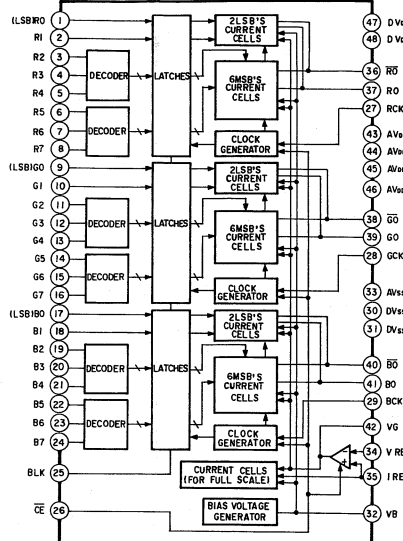 (LSB)R0 1
R1 2
R2 3
R3 4
R4 5
R5 6
R6 7
R7 8
(LSB)G0 9
G1 10
G2 11
G3 12
G4 13
G5 14
G6 15
G7 16
(LSB)B0 17
B1 18
B2 19
B3 20
B4 21
B5 22
B6 23
B7 24
BLK 25
CE 26
DECODER
DECODER
LATCHES
2LSB'S
CURRENT
CELLS
6MSB'S
CURRENT
CELLS
CLOCK
GENERATOR
DECODER
DECODER
LATCHES
2LSB'S
CURRENT
CELLS
6MSB'S
CURRENT
CELLS
CLOCK
GENERATOR
DECODER
DECODER
LATCHES
2LSB'S
CURRENT
CELLS
6MSB'S
CURRENT
CELLS
CLOCK
GENERATOR
CURRENT CELLS
(FOR FULL SCALE)
BIAS VOLTAGE
GENERATOR
47
48
36 RO
37 RO
27 RCK
43
44
45
46
38 GO
39 GO
28 GCK
33
30
31
40 BO
41 BO
29 BCK
42 VG
- 34
+ 35
32 VB